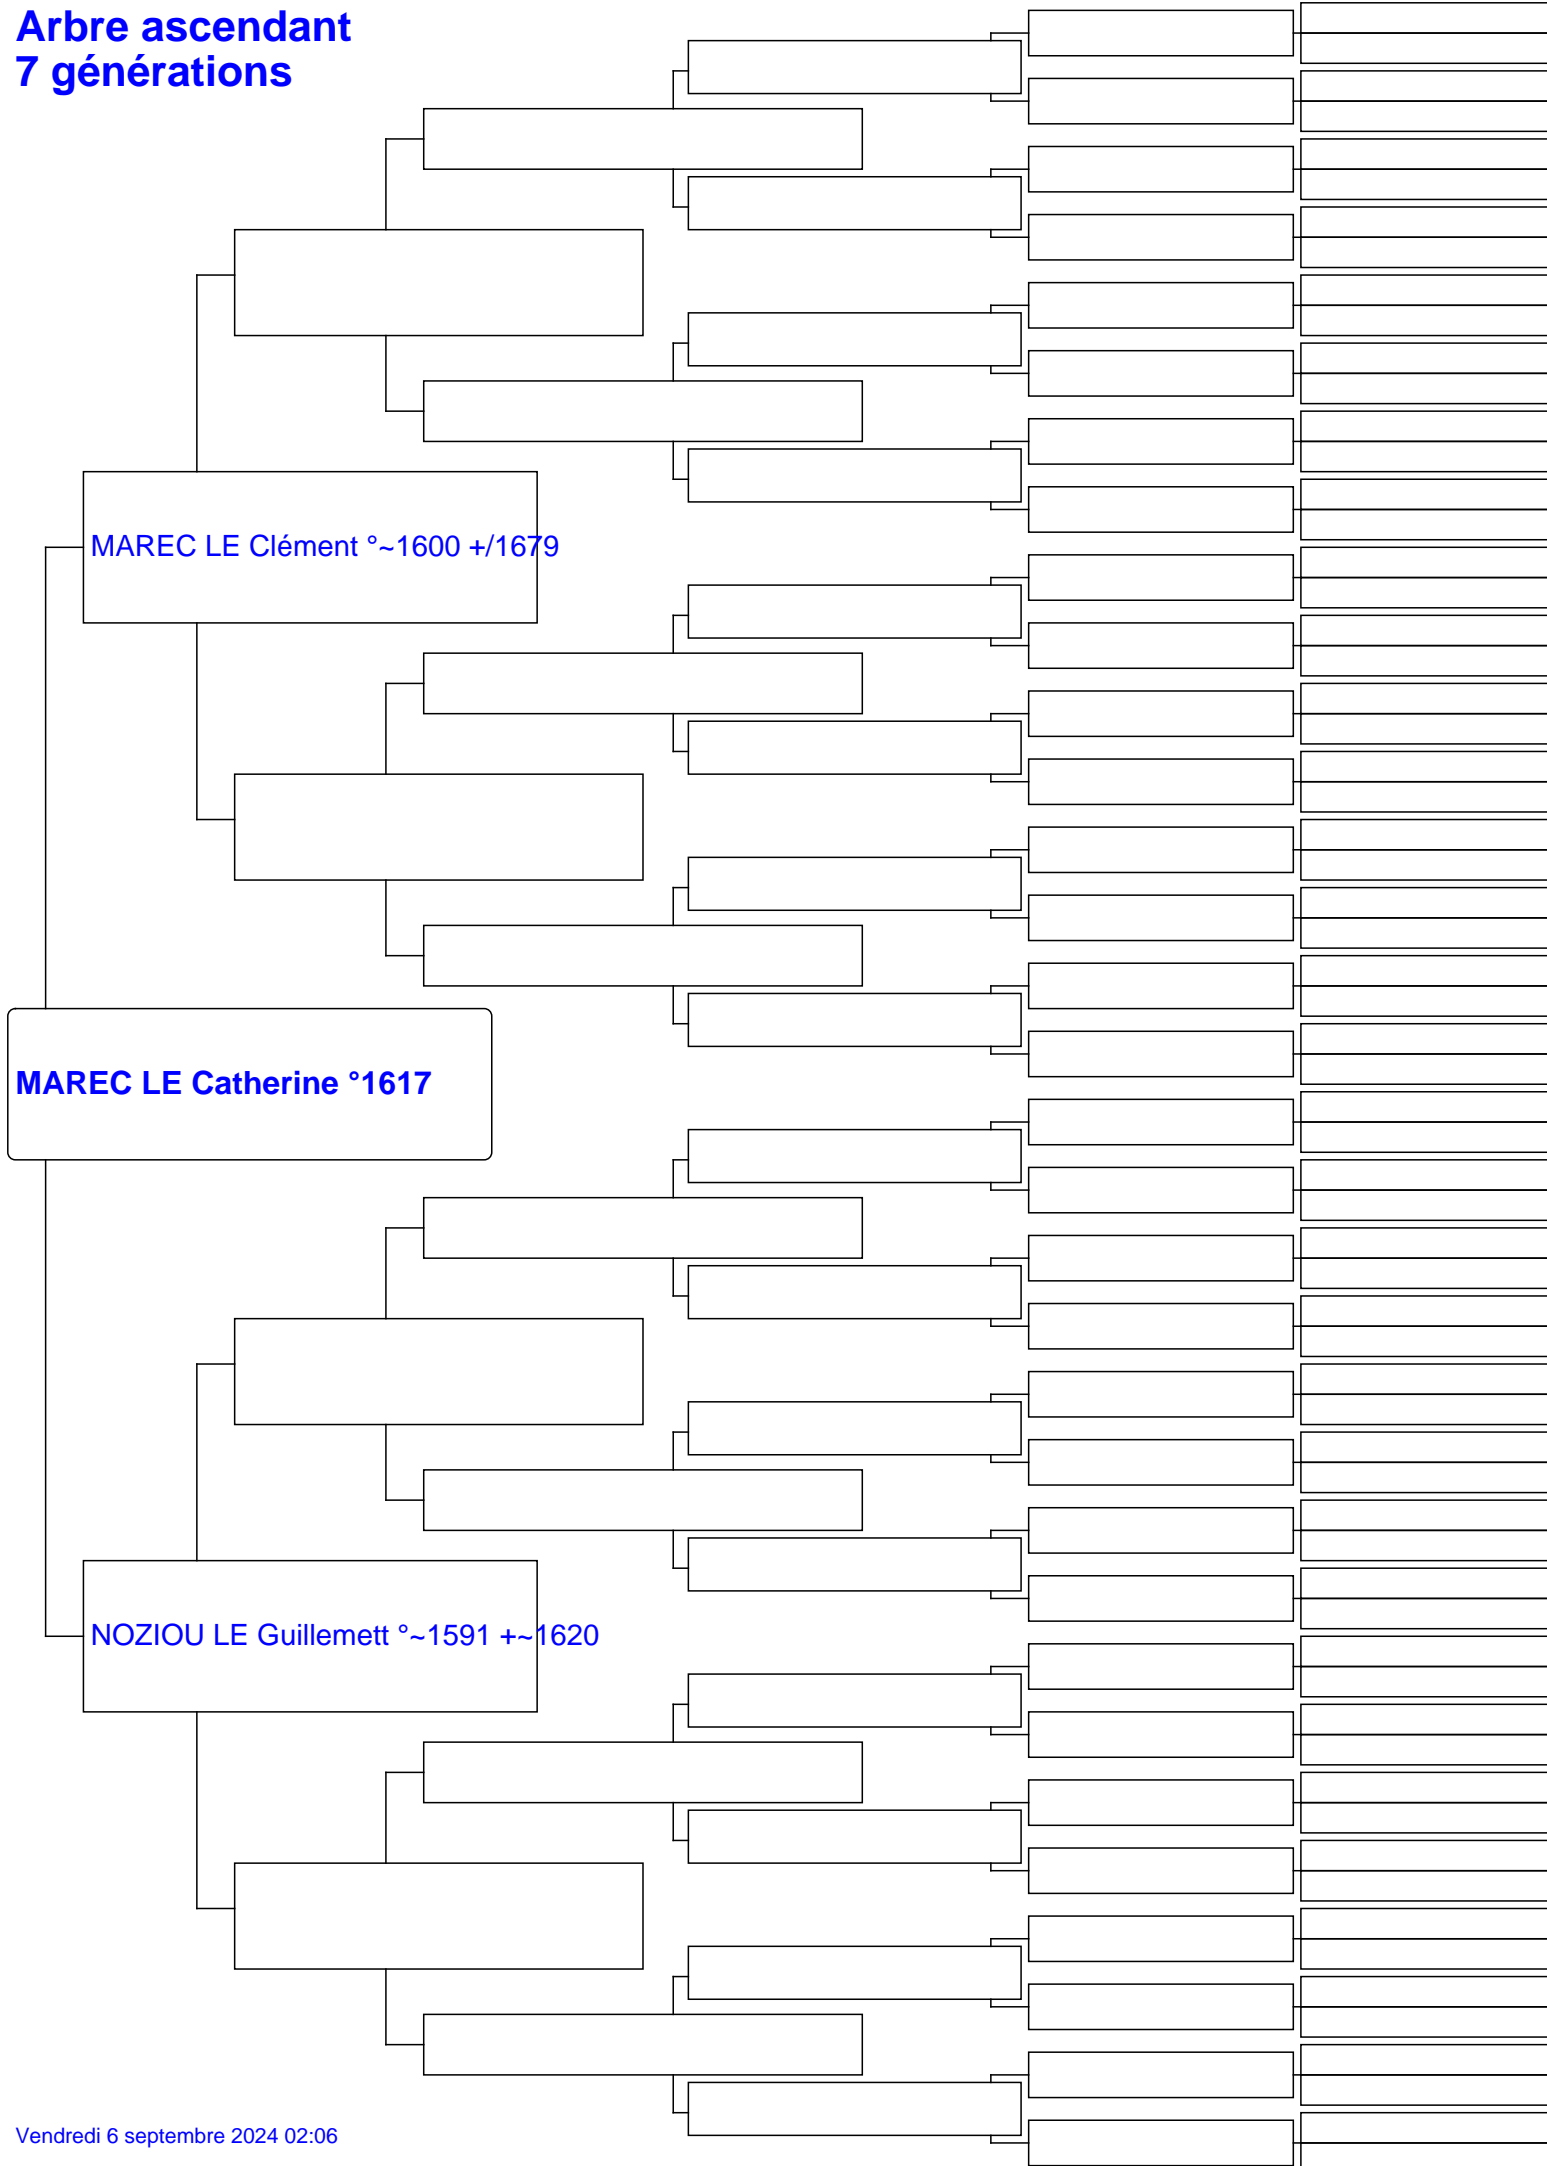 Arbre ascendant
7 générations
MAREC LE Clément °~1600 +/1679
MAREC LE Catherine °1617
NOZIOU LE Guillemett °~1591 +~1620
Vendredi 6 septembre 2024 02:06